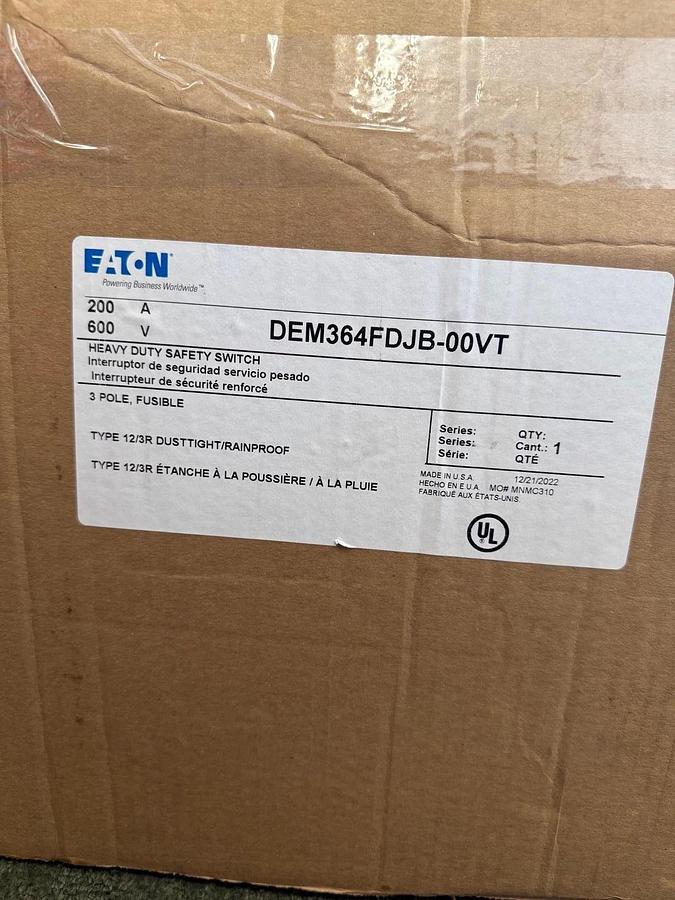 EATON
Powering Business Worldwide™
200 A
600 V
DEM364FDJB-00VT
HEAVY DUTY SAFETY SWITCH
Interruptor de seguridad servicio pesado
Interrupteur de sécurité renforcé
3 POLE, FUSIBLE
TYPE 12/3R DUSTTIGHT/RAINPROOF
TYPE 12/3R ÉTANCHE À LA POUSSIÈRE / À LA PLUIE
Series:
Series:
Série:
QTY:
Cant.: 1
QTÉ
MADE IN U.S.A. 12/21/2022
HECHO EN E.U.A. MO# MNMC310
FABRIQUÉ AUX ÉTATS-UNIS.
UL